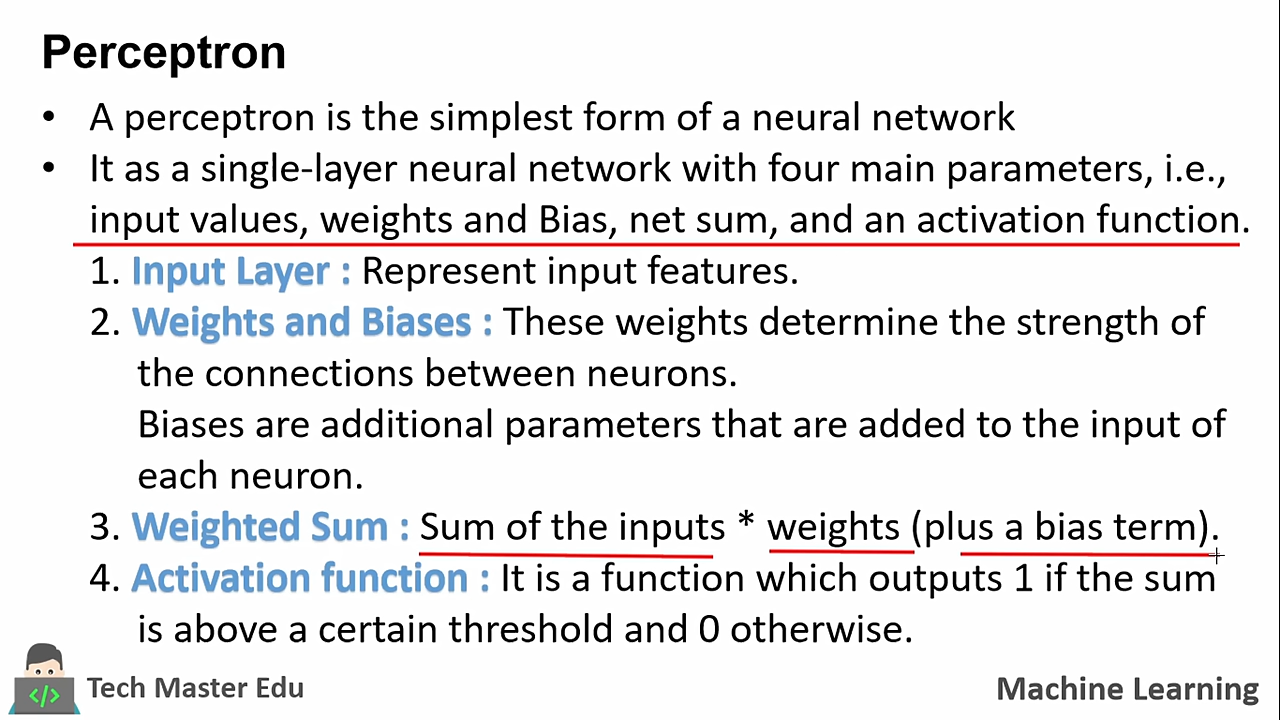 Perceptron
• A perceptron is the simplest form of a neural network
• It as a single-layer neural network with four main parameters, i.e.,
input values, weights and Bias, net sum, and an activation function.
1. Input Layer : Represent input features.
2. Weights and Biases : These weights determine the strength of
the connections between neurons.
Biases are additional parameters that are added to the input of
each neuron.
3. Weighted Sum : Sum of the inputs * weights (plus a bias term).
4. Activation function : It is a function which outputs 1 if the sum
is above a certain threshold and 0 otherwise.
</>
Tech Master Edu
Machine Learning